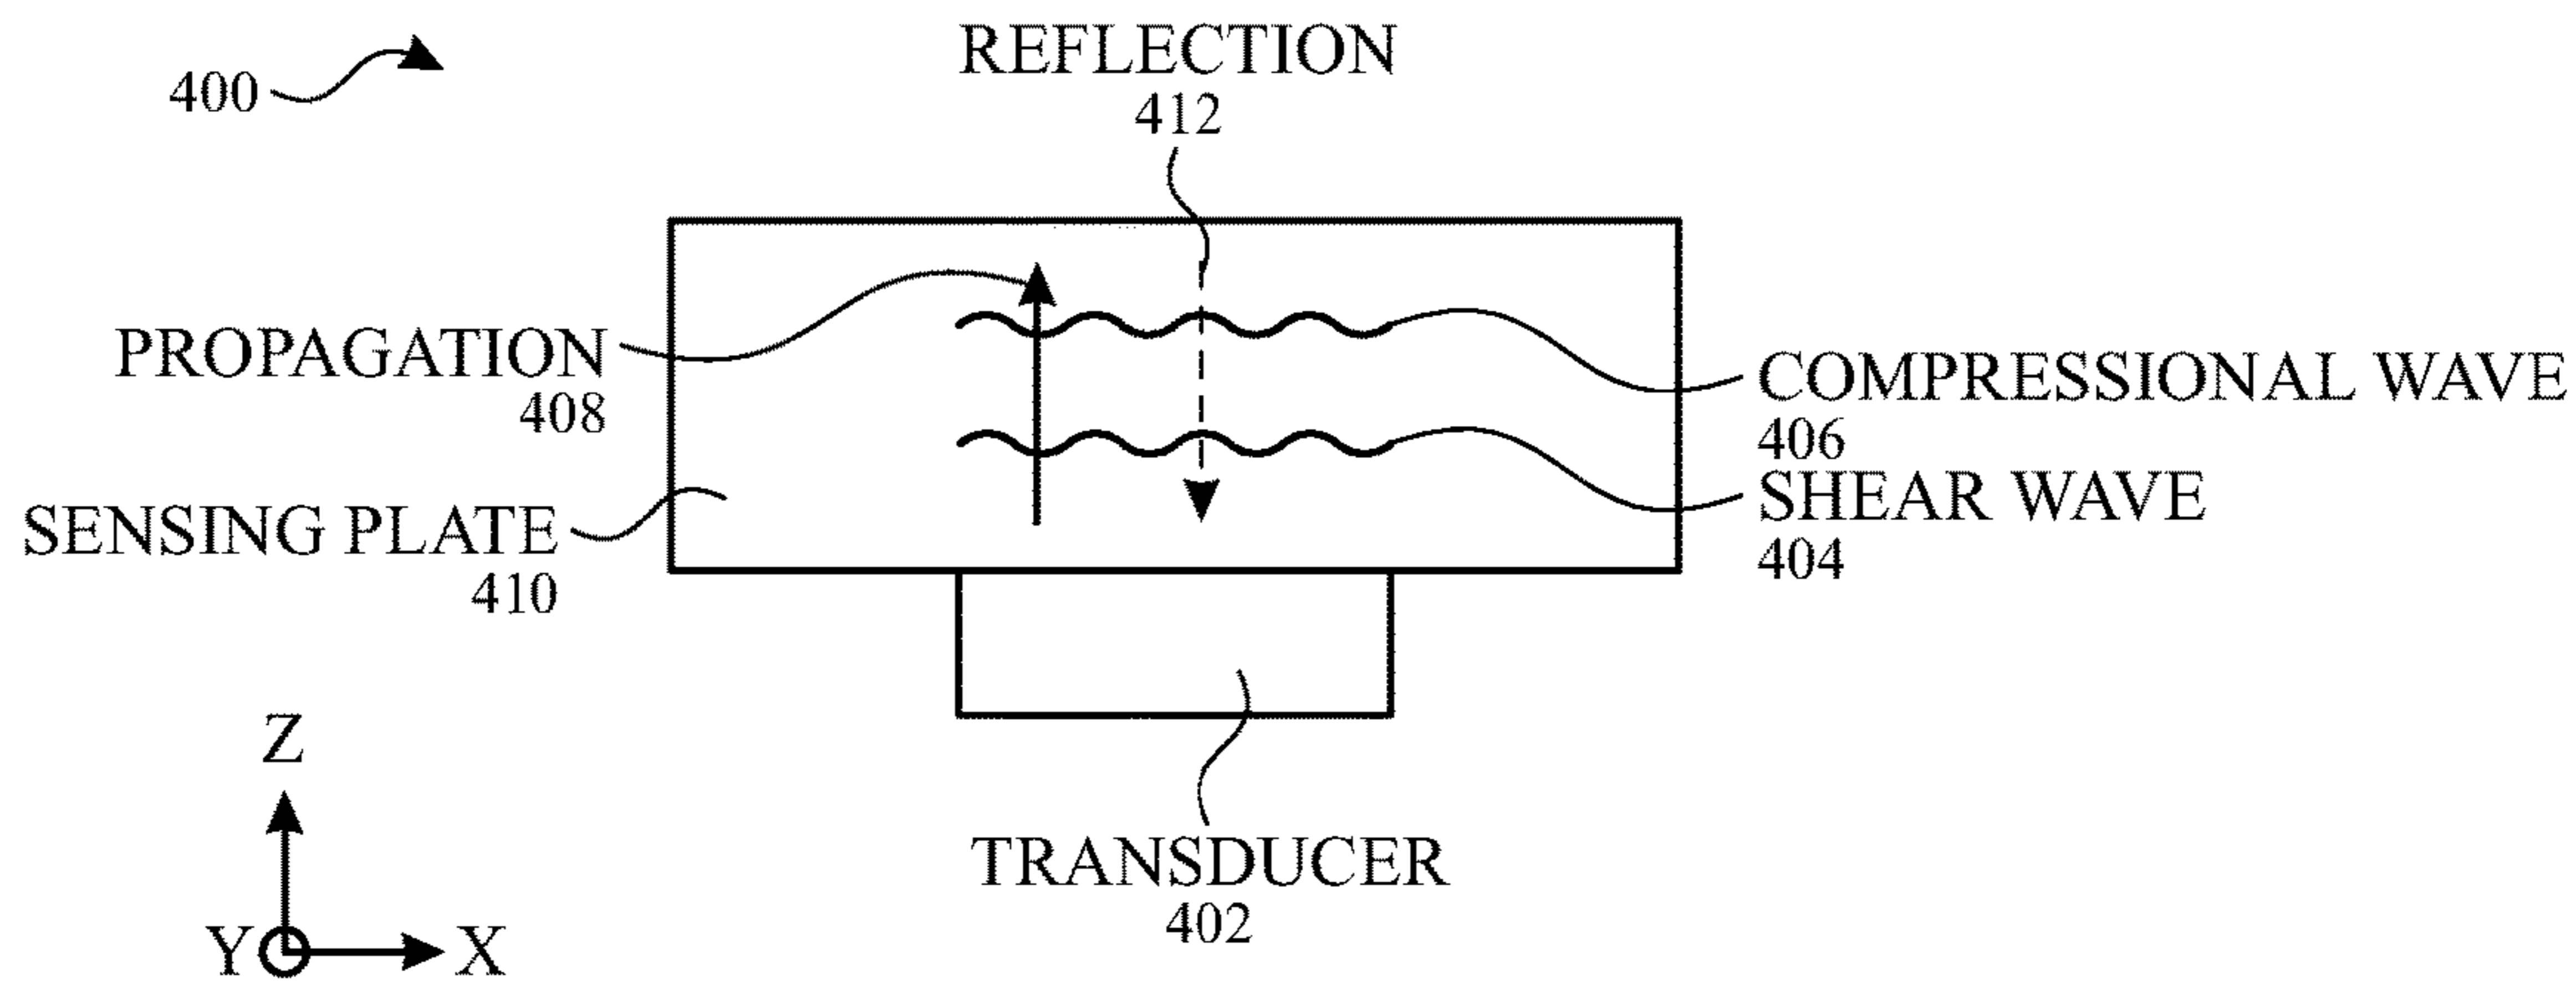 400
REFLECTION
412
PROPAGATION
408
COMPRESSIONAL WAVE
406
SHEAR WAVE
404
SENSING PLATE
410
TRANSDUCER
402
Z
Y
X